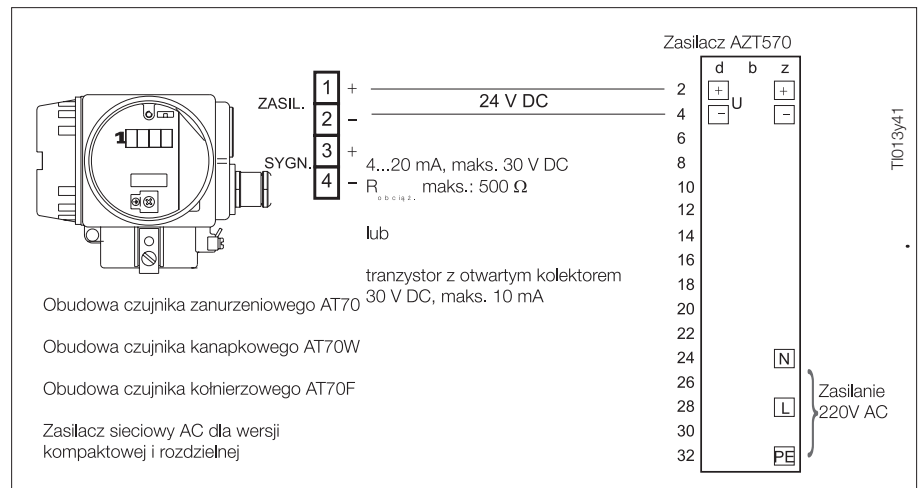 Zasilacz AZT570
d b z
ZASIL.
1 +
2 –
24 V DC
SYGN.
3 +
4 –
4...20 mA, maks. 30 V DC
R obciąż. maks.: 500 Ω
lub
tranzystor z otwartym kolektorem
30 V DC, maks. 10 mA
1
Obudowa czujnika zanurzeniowego AT70
Obudowa czujnika kanapkowego AT70W
Obudowa czujnika kołnierzowego AT70F
Zasilacz sieciowy AC dla wersji
kompaktowej i rozdzielnej
2 + U +
4 – –
6
8
10
12
14
16
18
20
22
24 N
26
28 L
30
32 PE
Zasilanie
220V AC
TI013y41